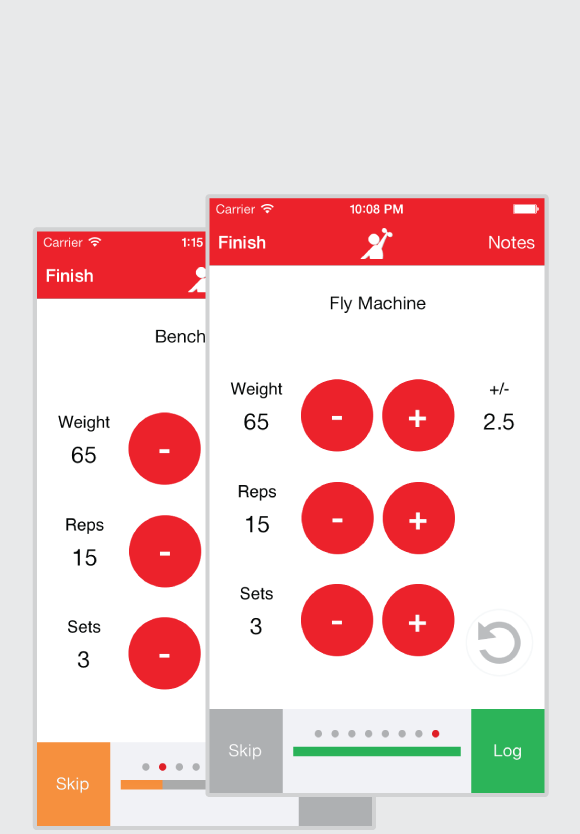 Carrier 10:08 PM
Finish Notes
Fly Machine
Weight +/-
65 - + 2.5
Reps
15 - +
Sets
3 - +
Skip Log
Carrier 1:15
Finish
Bench
Weight
65 -
Reps
15 -
Sets
3 -
Skip